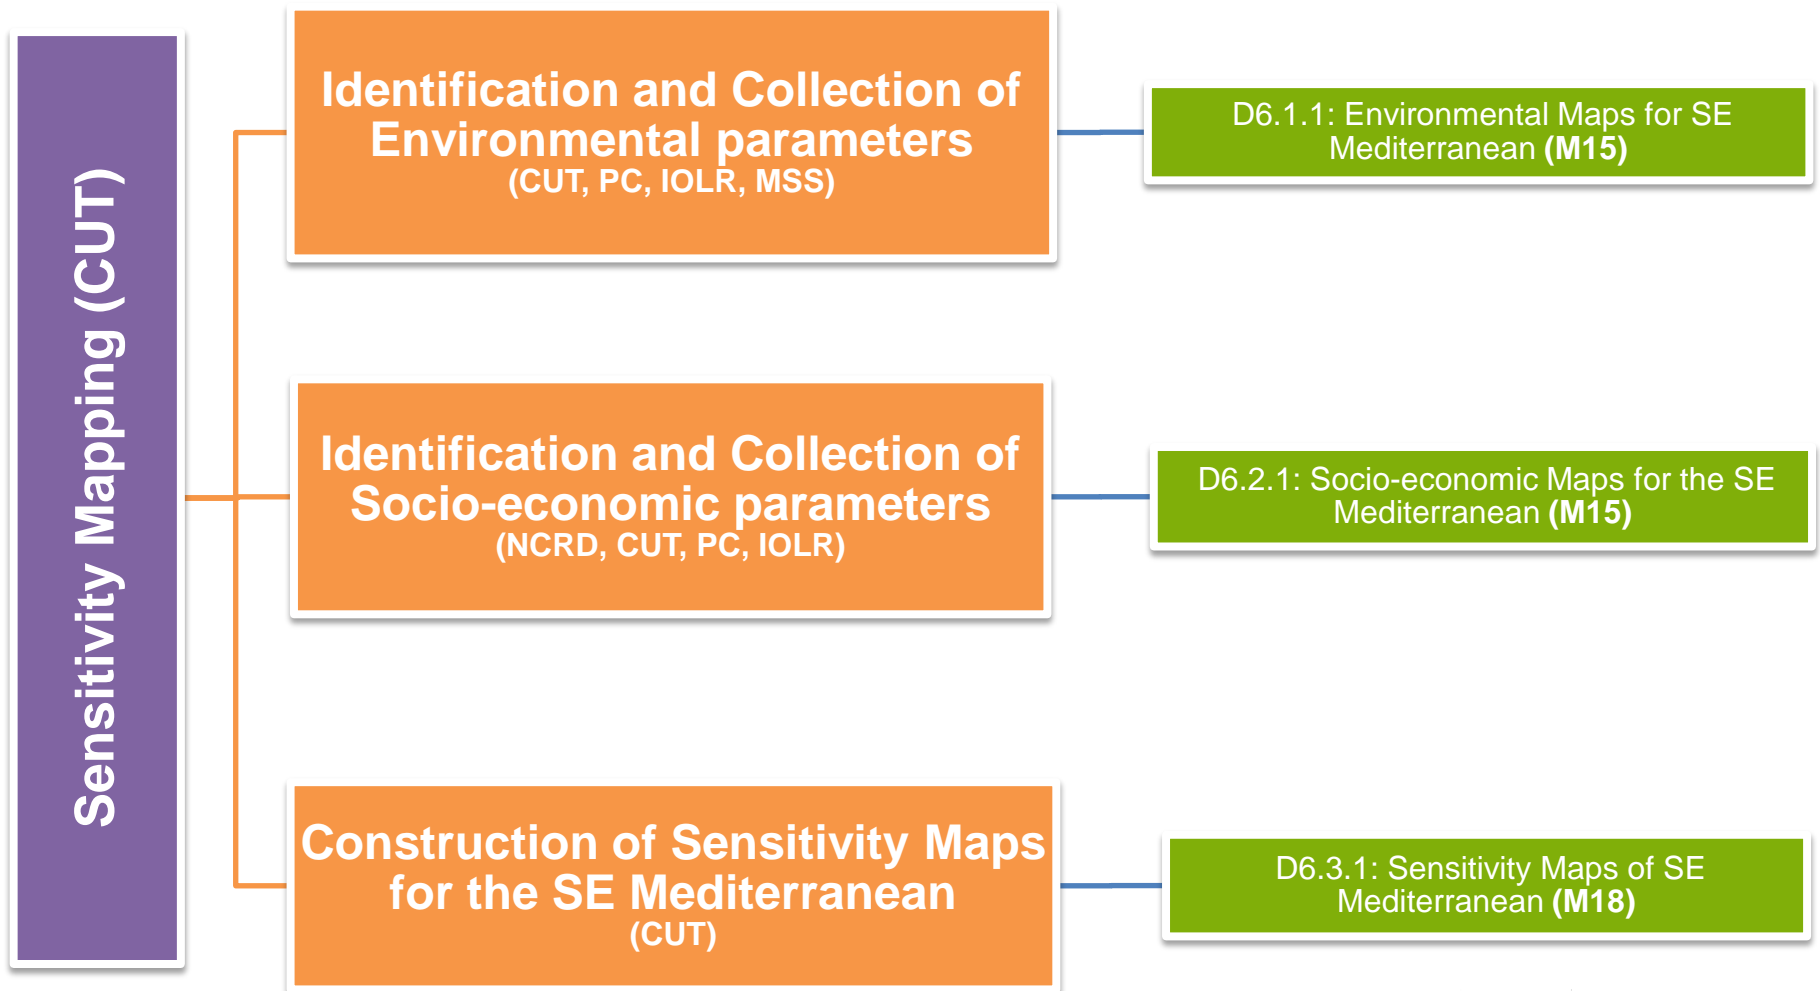 Sensitivity Mapping (CUT)
Identification and Collection of
Environmental parameters
(CUT, PC, IOLR, MSS)
D6.1.1: Environmental Maps for SE
Mediterranean (M15)
Identification and Collection of
Socio-economic parameters
(NCRD, CUT, PC, IOLR)
D6.2.1: Socio-economic Maps for the SE
Mediterranean (M15)
Construction of Sensitivity Maps
for the SE Mediterranean
(CUT)
D6.3.1: Sensitivity Maps of SE
Mediterranean (M18)